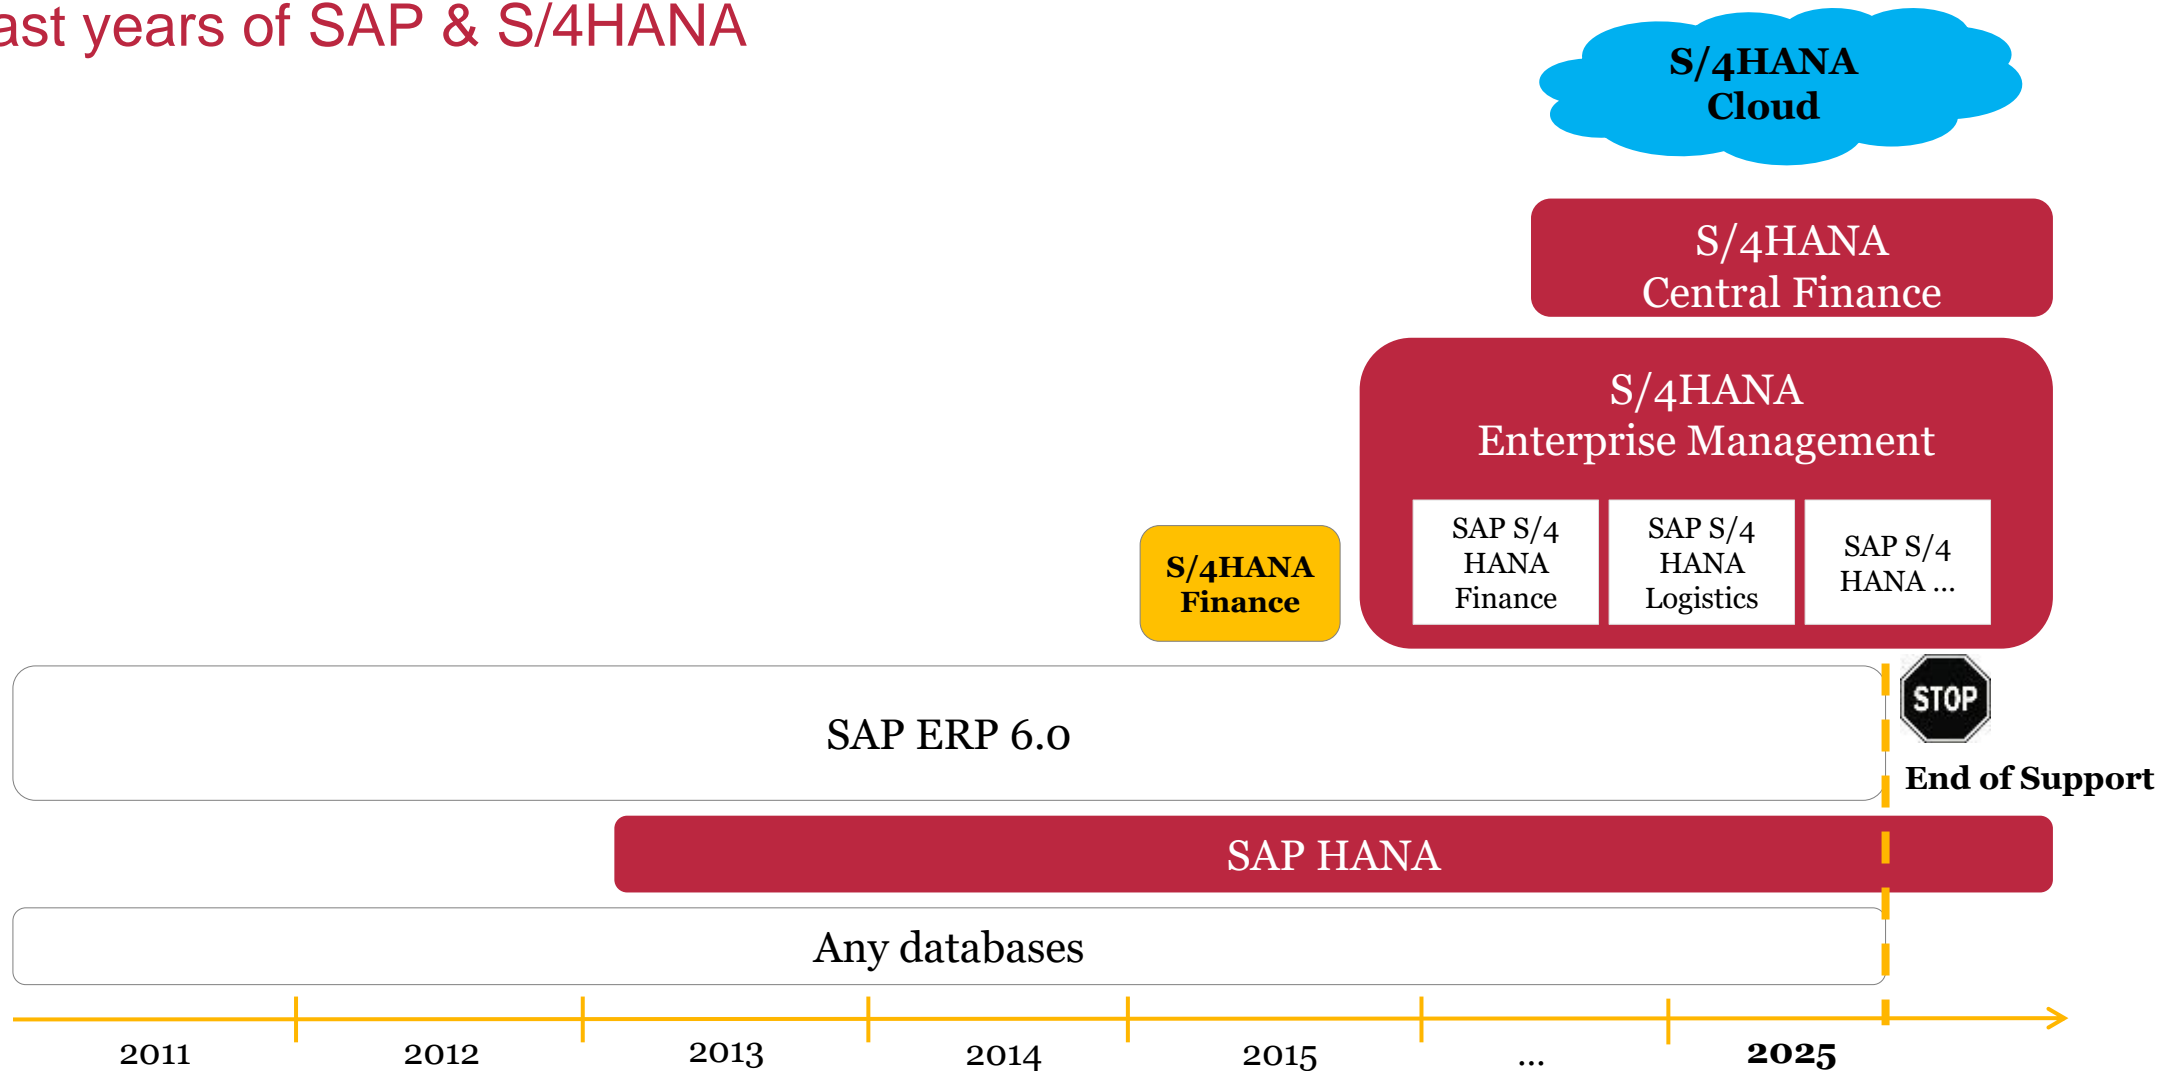 ast years of SAP & S/4HANA
S/4HANA
Cloud
S/4HANA
Central Finance
S/4HANA
Enterprise Management
SAP S/4
HANA
Finance
SAP S/4
HANA
Logistics
SAP S/4
HANA ...
S/4HANA
Finance
STOP
SAP ERP 6.0
End of Support
SAP HANA
Any databases
2011
2012
2013
2014
2015
...
2025